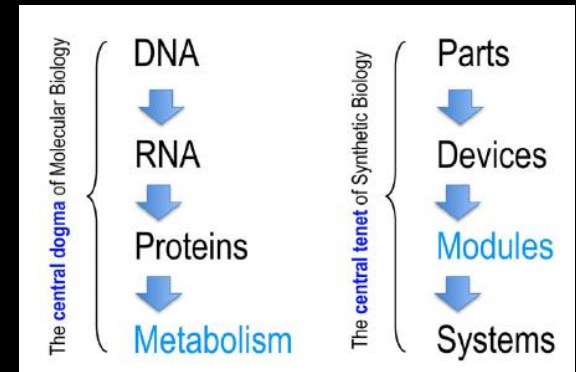 The central dogma of Molecular Biology
DNA
RNA
Proteins
Metabolism
The central tenet of Synthetic Biology
Parts
Devices
Modules
Systems